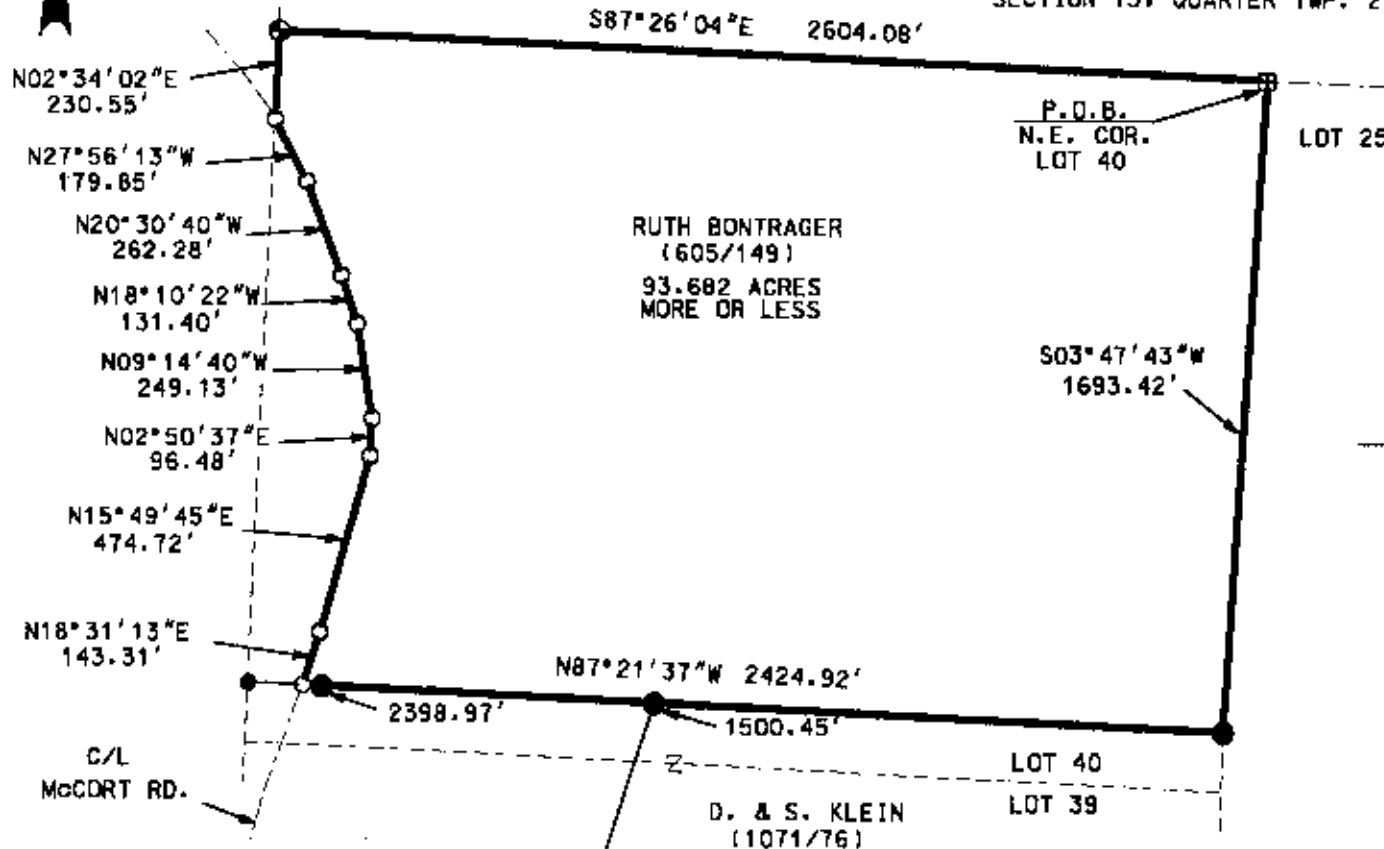 SECTION 15, QUARTER TWP. 2
S87°26'04"E 2604.08'
N02°34'02"E
230.55'
P.O.B.
N.E. COR.
LOT 40
LOT 25
N27°56'13"W
179.85'
N20°30'40"W
262.28'
RUTH BONTRAGER
(605/149)
93.682 ACRES
MORE OR LESS
N18°10'22"W
131.40'
N09°14'40"W
249.13'
S03°47'43"W
1693.42'
N02°50'37"E
96.48'
N15°49'45"E
474.72'
N18°31'13"E
143.31'
N87°21'37"W 2424.92'
2398.97'
1500.45'
C/L
McCORT RD.
Z
LOT 40
LOT 39
D. & S. KLEIN
(1071/76)